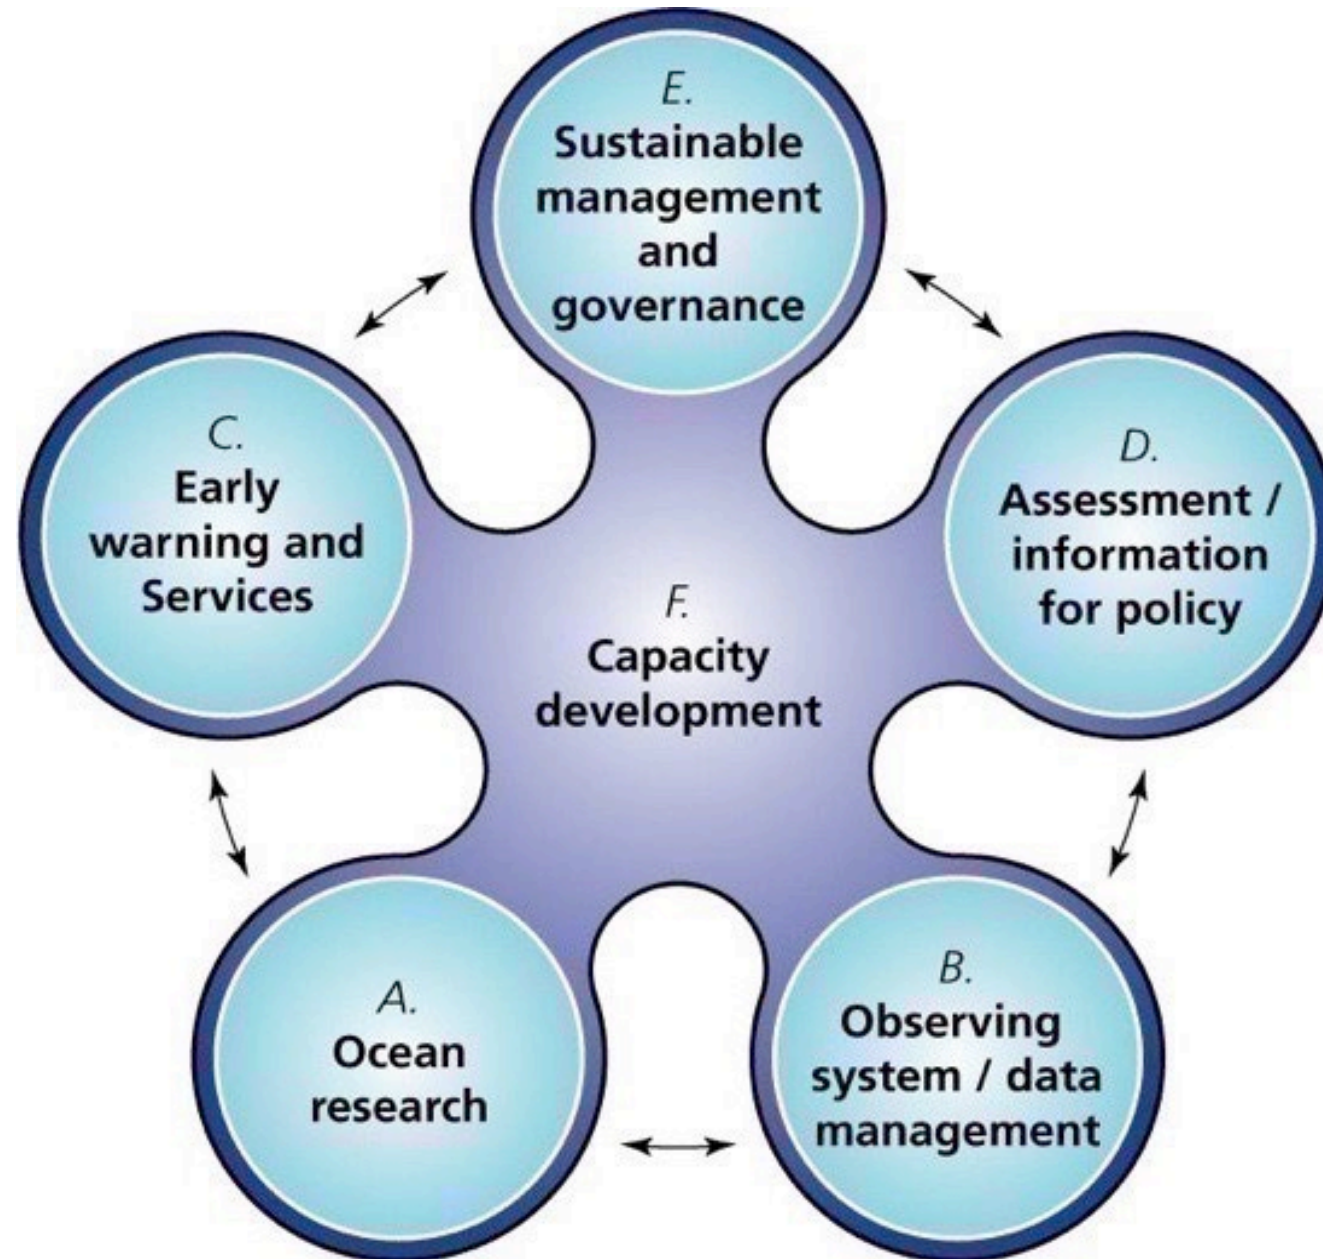 E.
Sustainable
management
and
governance
C.
Early
warning and
Services
D.
Assessment /
information
for policy
F.
Capacity
development
A.
Ocean
research
B.
Observing
system / data
management